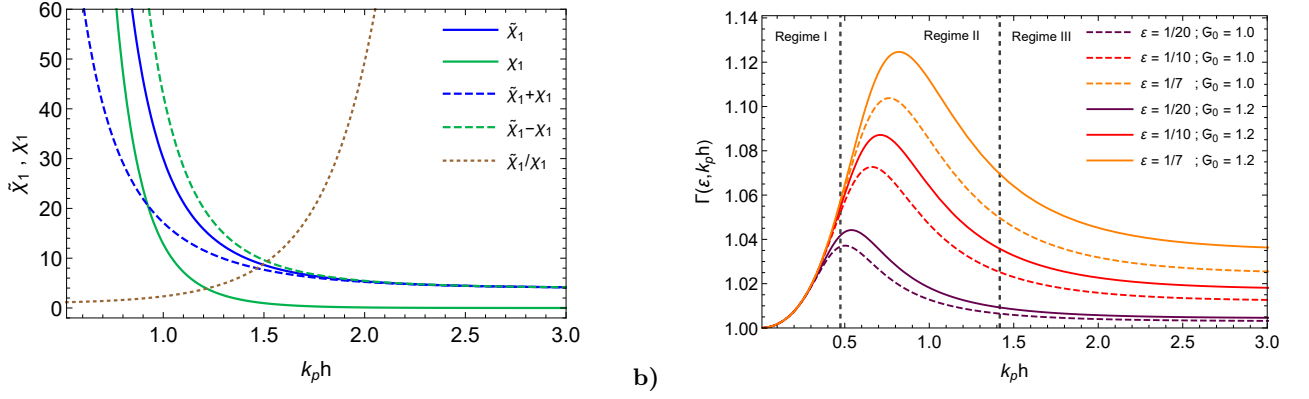 60
50
40
30
20
10
0
χ̃₁ , χ₁
χ̃₁
χ₁
χ̃₁+χ₁
χ̃₁-χ₁
χ̃₁/χ₁
1.0 1.5 2.0 2.5 3.0
kₚh
b)
1.14
1.12
1.10
1.08
1.06
1.04
1.02
1.00
Γ(ε,kₚh)
Regime I Regime II Regime III
ε = 1/20 ; G₀ = 1.0
ε = 1/10 ; G₀ = 1.0
ε = 1/7 ; G₀ = 1.0
ε = 1/20 ; G₀ = 1.2
ε = 1/10 ; G₀ = 1.2
ε = 1/7 ; G₀ = 1.2
0.5 1.0 1.5 2.0 2.5 3.0
kₚh